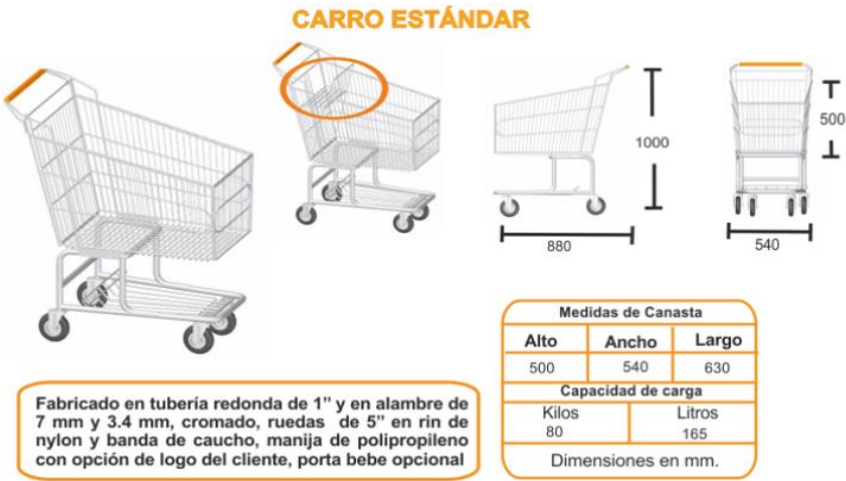 CARRO ESTÁNDAR
1000
500
880
540
Medidas de Canasta
Alto Ancho Largo
500 540 630
Capacidad de carga
Kilos Litros
80 165
Dimensiones en mm.
Fabricado en tubería redonda de 1” y en alambre de
7 mm y 3.4 mm, cromado, ruedas de 5” en rin de
nylon y banda de caucho, manija de polipropileno
con opción de logo del cliente, porta bebe opcional